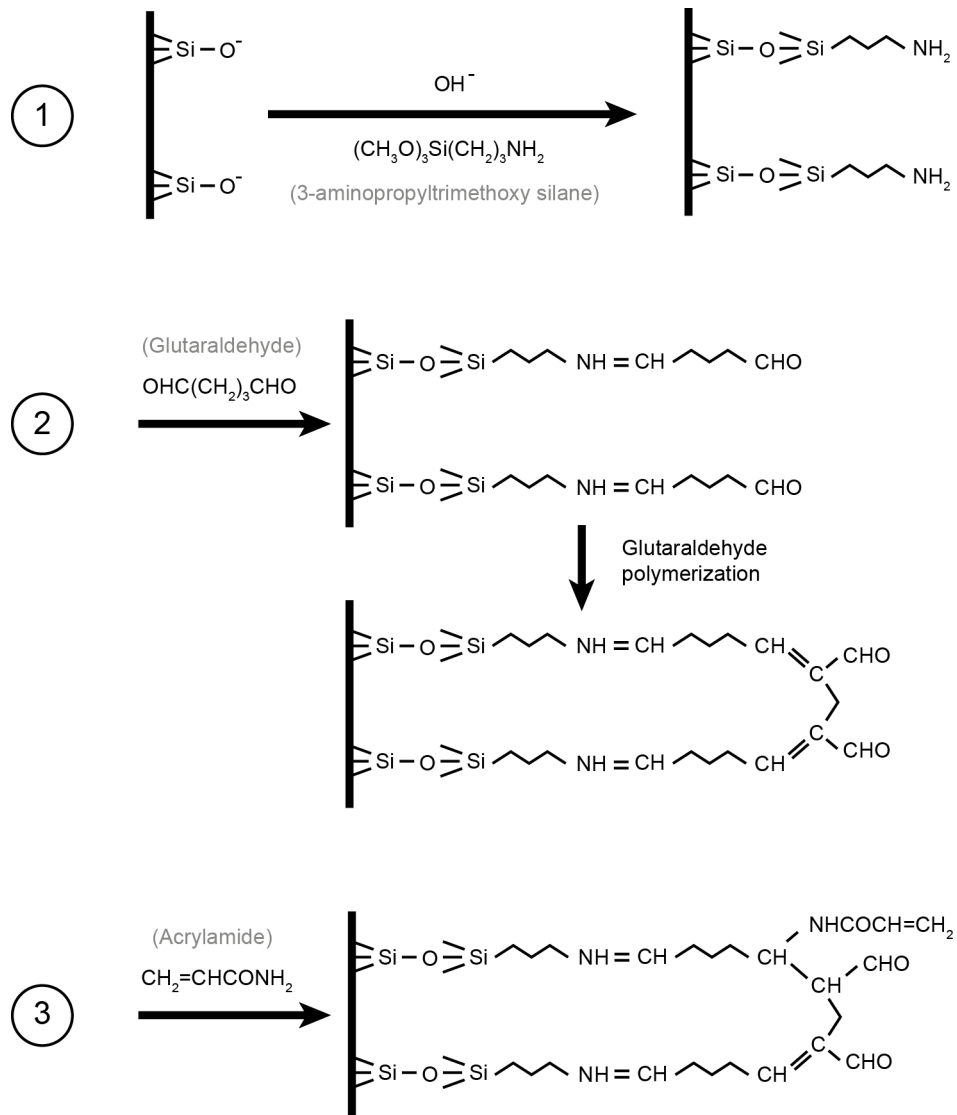 1
Si – O⁻
Si – O⁻
OH⁻
(CH₃O)₃Si(CH₂)₃NH₂
(3-aminopropyltrimethoxy silane)
Si – O – Si NH₂
Si – O – Si NH₂
2
(Glutaraldehyde)
OHC(CH₂)₃CHO
Si – O – Si NH = CH CHO
Si – O – Si NH = CH CHO
Glutaraldehyde
polymerization
Si – O – Si NH = CH CH CHO
C
C
Si – O – Si NH = CH CH CHO
3
(Acrylamide)
CH₂=CHCONH₂
NHCOCH=CH₂
Si – O – Si NH = CH CH CHO
CH
C
Si – O – Si NH = CH CH CHO